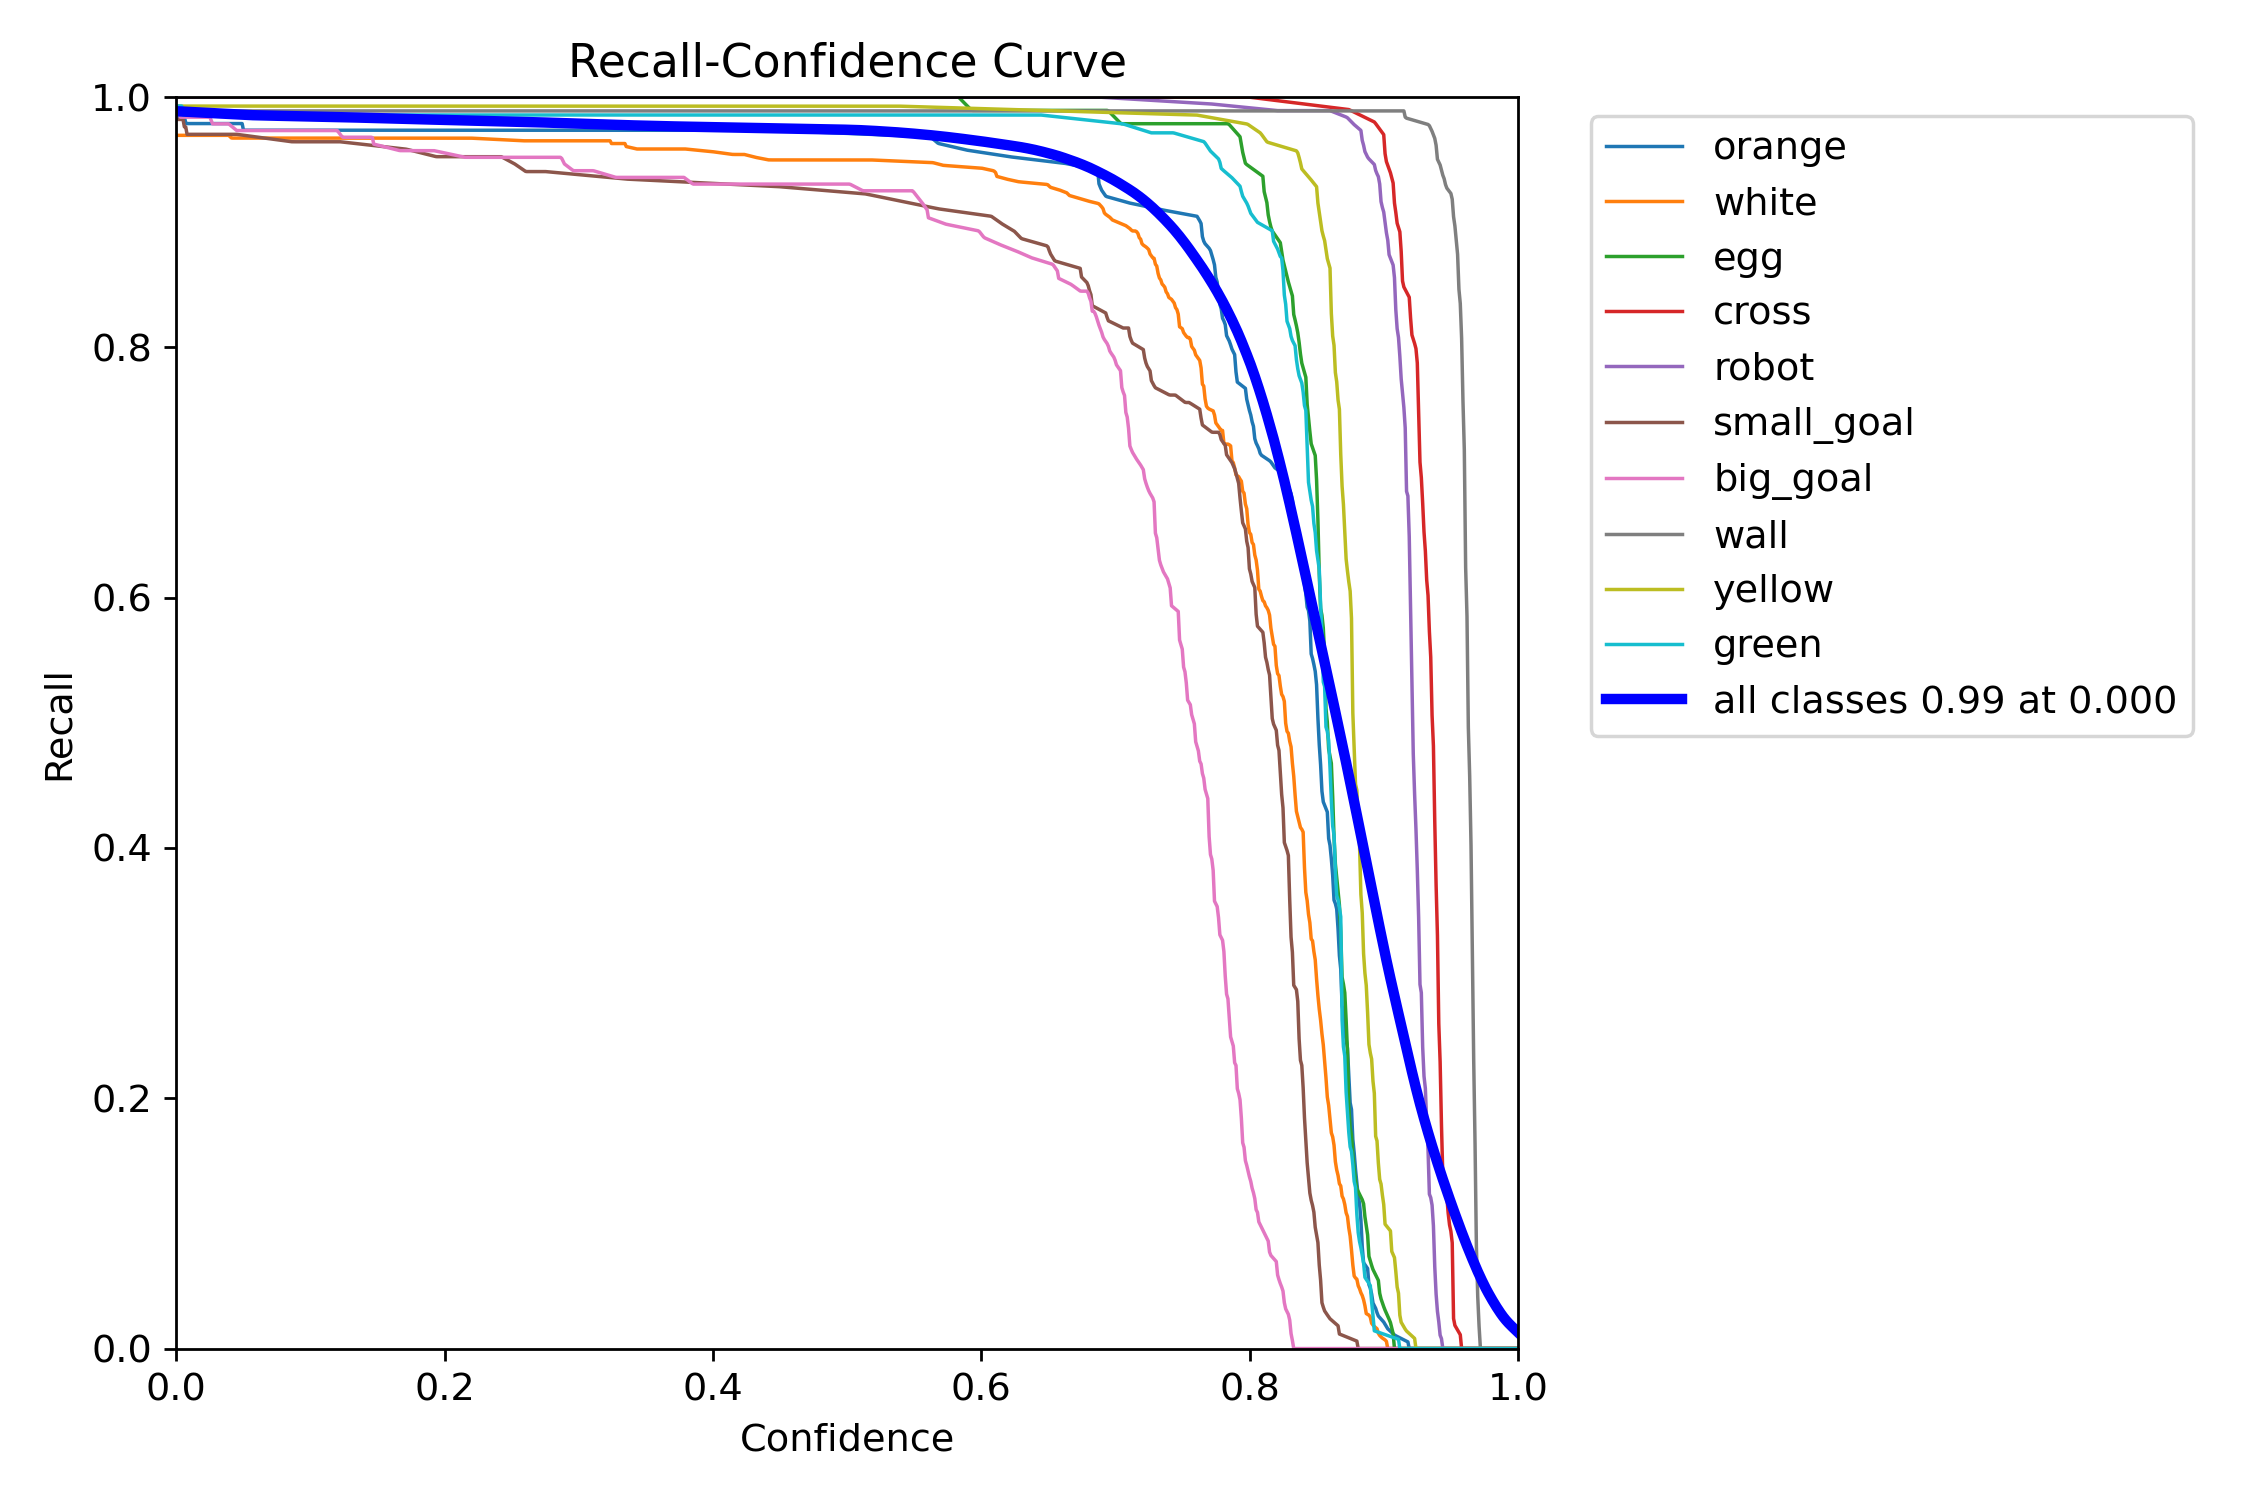 Recall-Confidence Curve
1.0
0.8
0.6
0.4
0.2
0.0
Recall
0.0 0.2 0.4 0.6 0.8 1.0
Confidence
orange
white
egg
cross
robot
small_goal
big_goal
wall
yellow
green
all classes 0.99 at 0.000